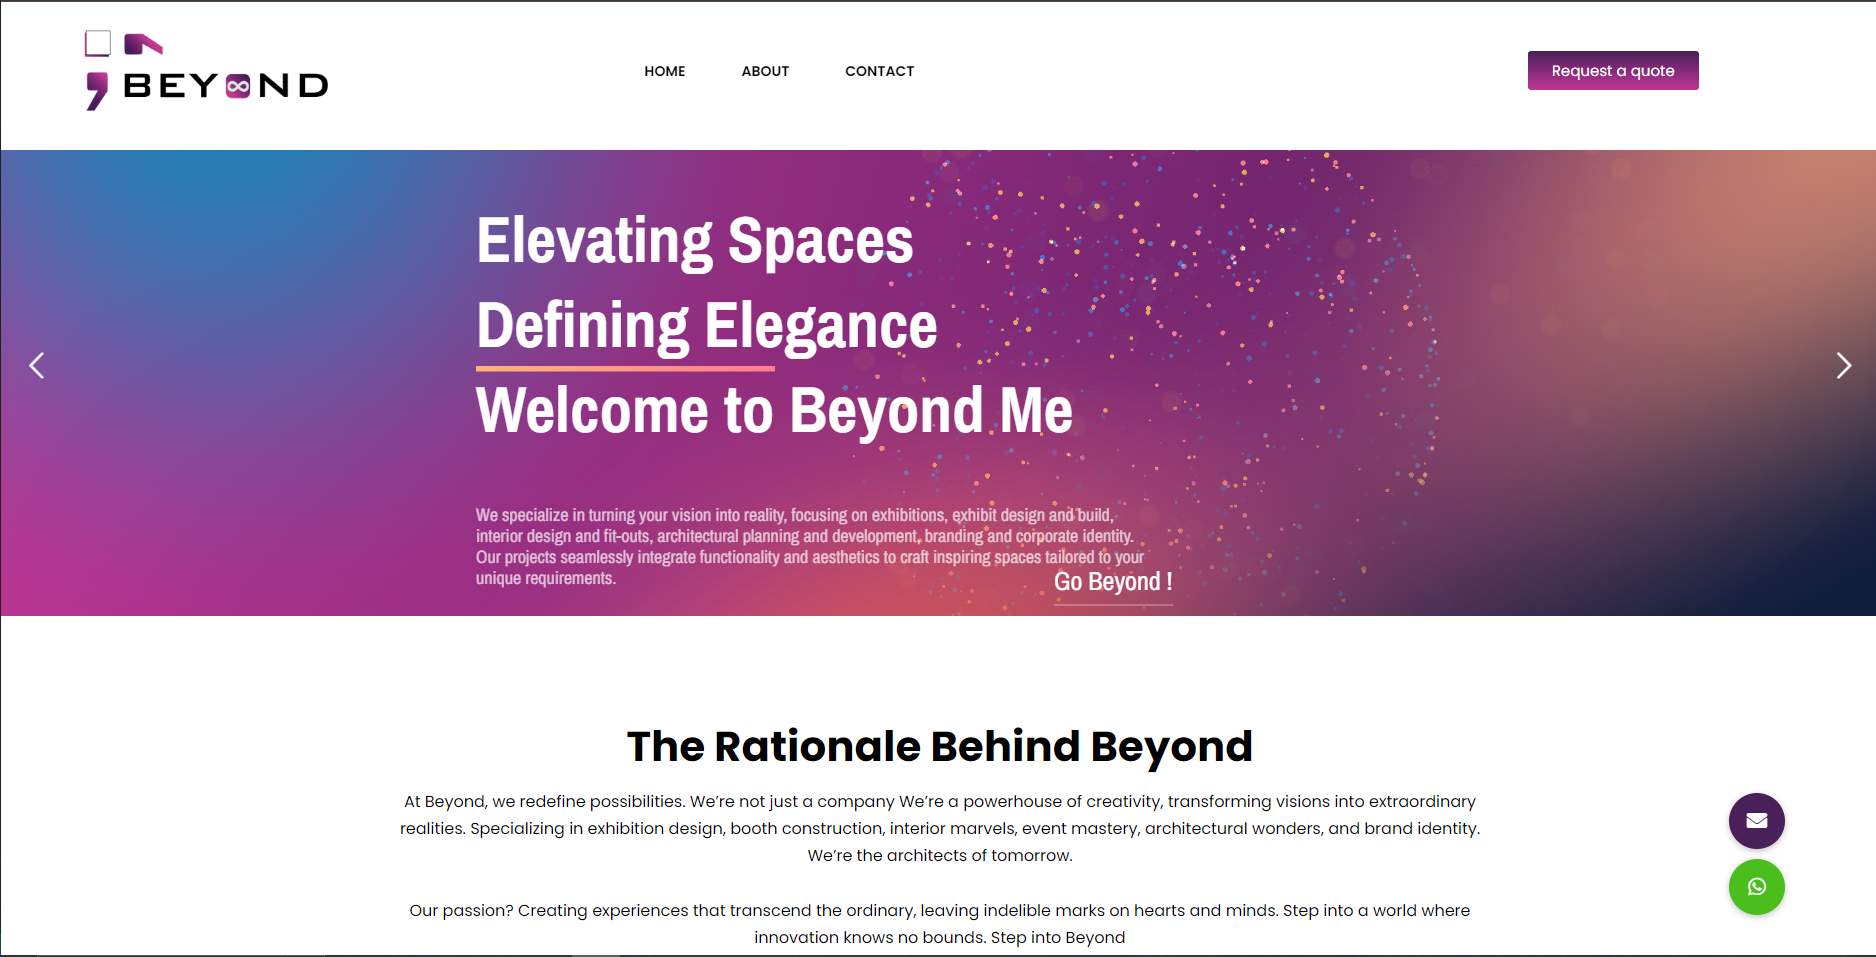 BEYOND
HOME ABOUT CONTACT
Request a quote
Elevating Spaces
Defining Elegance
Welcome to Beyond Me
We specialize in turning your vision into reality, focusing on exhibitions, exhibit design and build,
interior design and fit-outs, architectural planning and development, branding and corporate identity.
Our projects seamlessly integrate functionality and aesthetics to craft inspiring spaces tailored to your
unique requirements.
Go Beyond !
The Rationale Behind Beyond
At Beyond, we redefine possibilities. We’re not just a company We’re a powerhouse of creativity, transforming visions into extraordinary
realities. Specializing in exhibition design, booth construction, interior marvels, event mastery, architectural wonders, and brand identity.
We’re the architects of tomorrow.
Our passion? Creating experiences that transcend the ordinary, leaving indelible marks on hearts and minds. Step into a world where
innovation knows no bounds. Step into Beyond